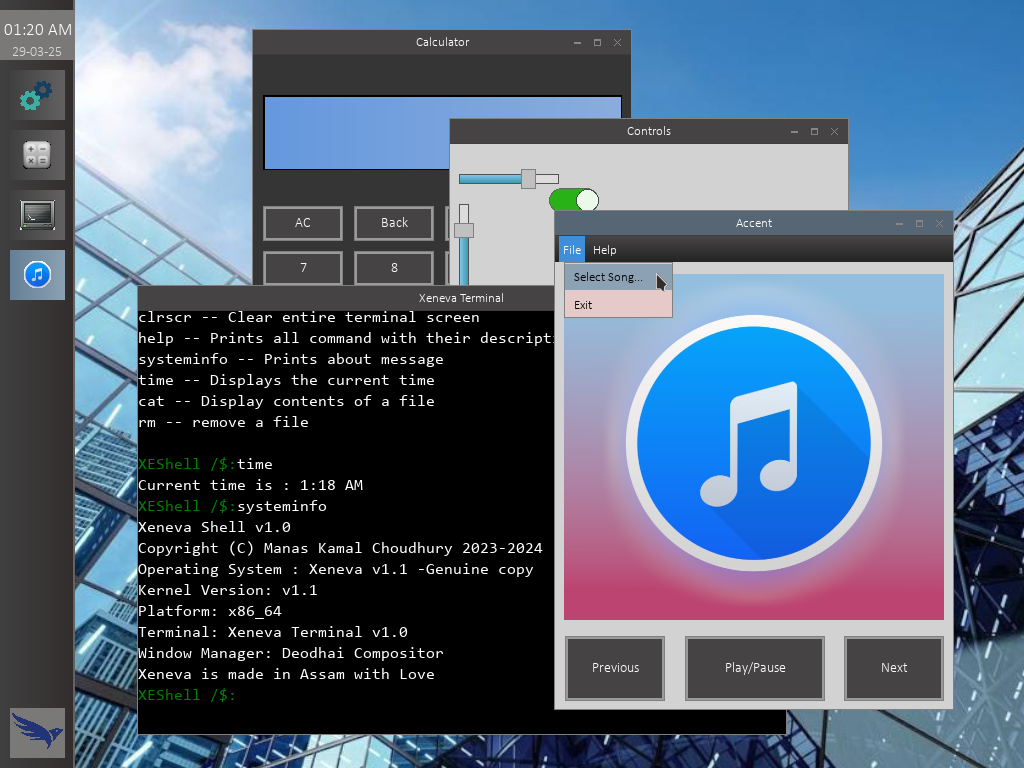 01:20 AM
29-03-25
Calculator
AC
Back
7
8
Controls
Accent
File
Help
Select Song...
Exit
Previous
Play/Pause
Next
Xeneva Terminal
clrscr -- Clear entire terminal screen
help -- Prints all command with their descripti
systeminfo -- Prints about message
time -- Displays the current time
cat -- Display contents of a file
rm -- remove a file
XEShell /$:time
Current time is : 1:18 AM
XEShell /$:systeminfo
Xeneva Shell v1.0
Copyright (C) Manas Kamal Choudhury 2023-2024
Operating System : Xeneva v1.1 -Genuine copy
Kernel Version: v1.1
Platform: x86_64
Terminal: Xeneva Terminal v1.0
Window Manager: Deodhai Compositor
Xeneva is made in Assam with Love
XEShell /$: